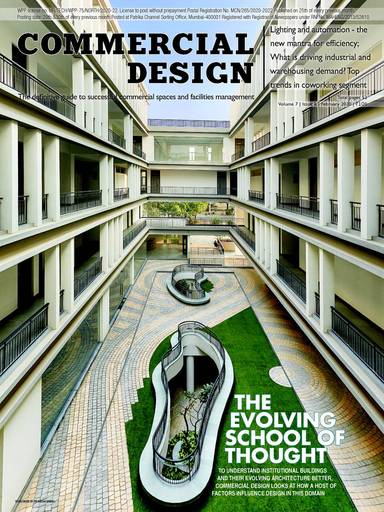 COMMERCIAL
DESIGN
The definitive guide to successful commercial spaces and facilities management
Lighting and automation - the
new mantra for efficiency;
What is driving industrial and
warehousing demand? Top
trends in coworking segment
Volume 7 | Issue
THE
EVOLVING
SCHOOL OF
THOUGHT
TO UNDERSTAND INSTITUTIONAL BUILDINGS
AND THEIR EVOLVING ARCHITECTURE BETTER,
COMMERCIAL DESIGN LOOKS AT HOW A HOST OF
FACTORS INFLUENCE DESIGN IN THIS DOMAIN